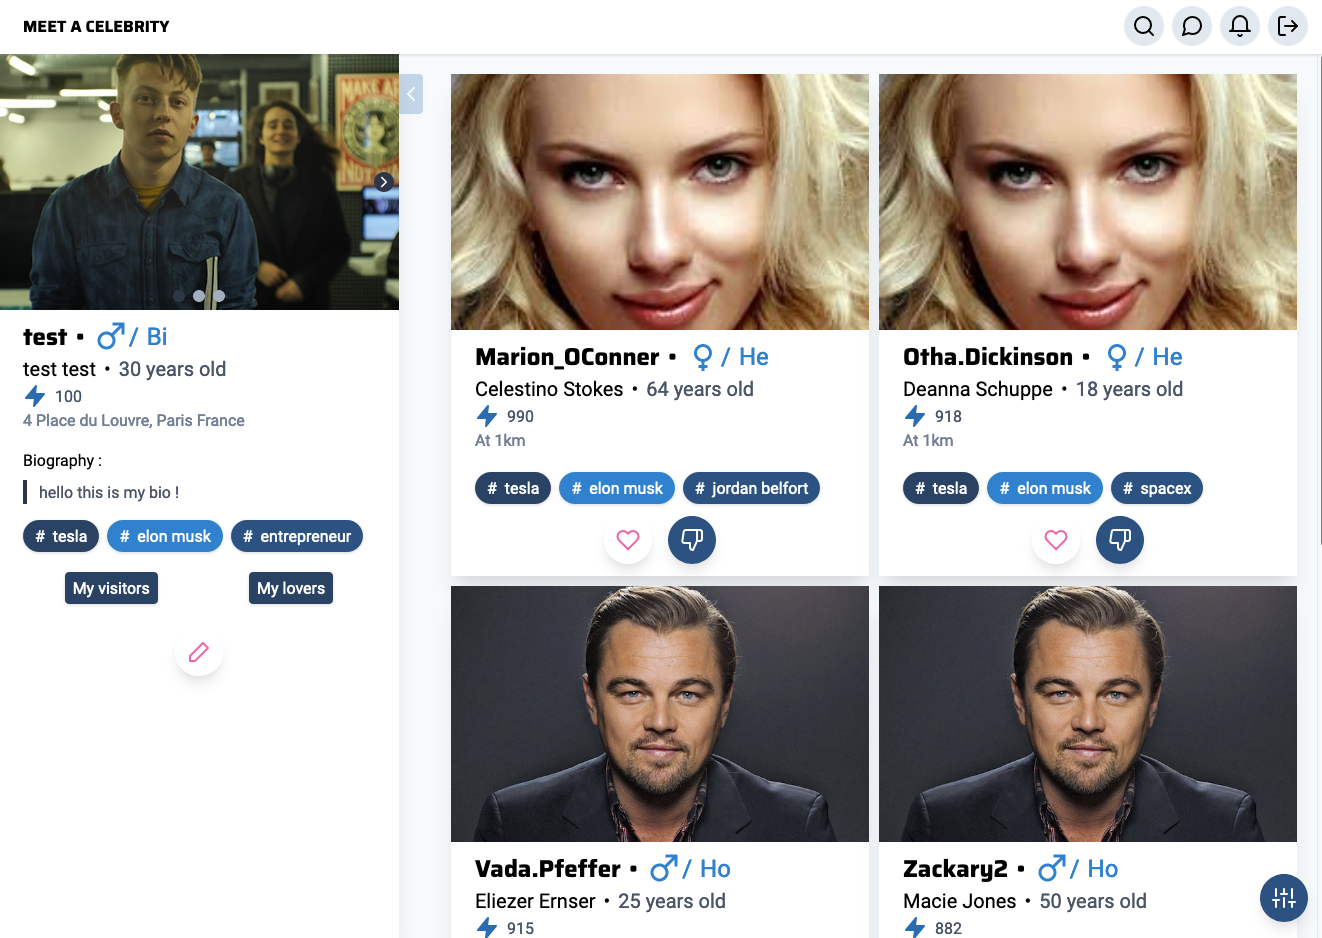 MEET A CELEBRITY
MAKE AR
NOT
test • ♂ / Bi
test test • 30 years old
100
4 Place du Louvre, Paris France
Biography :
hello this is my bio !
# tesla # elon musk # entrepreneur
My visitors My lovers
Marion_OConner • ♀ / He
Celestino Stokes • 64 years old
990
At 1km
# tesla # elon musk # jordan belfort
Otha.Dickinson • ♀ / He
Deanna Schuppe • 18 years old
918
At 1km
# tesla # elon musk # spacex
Vada.Pfeffer • ♂ / Ho
Eliezer Ernser • 25 years old
915
Zackary2 • ♂ / Ho
Macie Jones • 50 years old
882